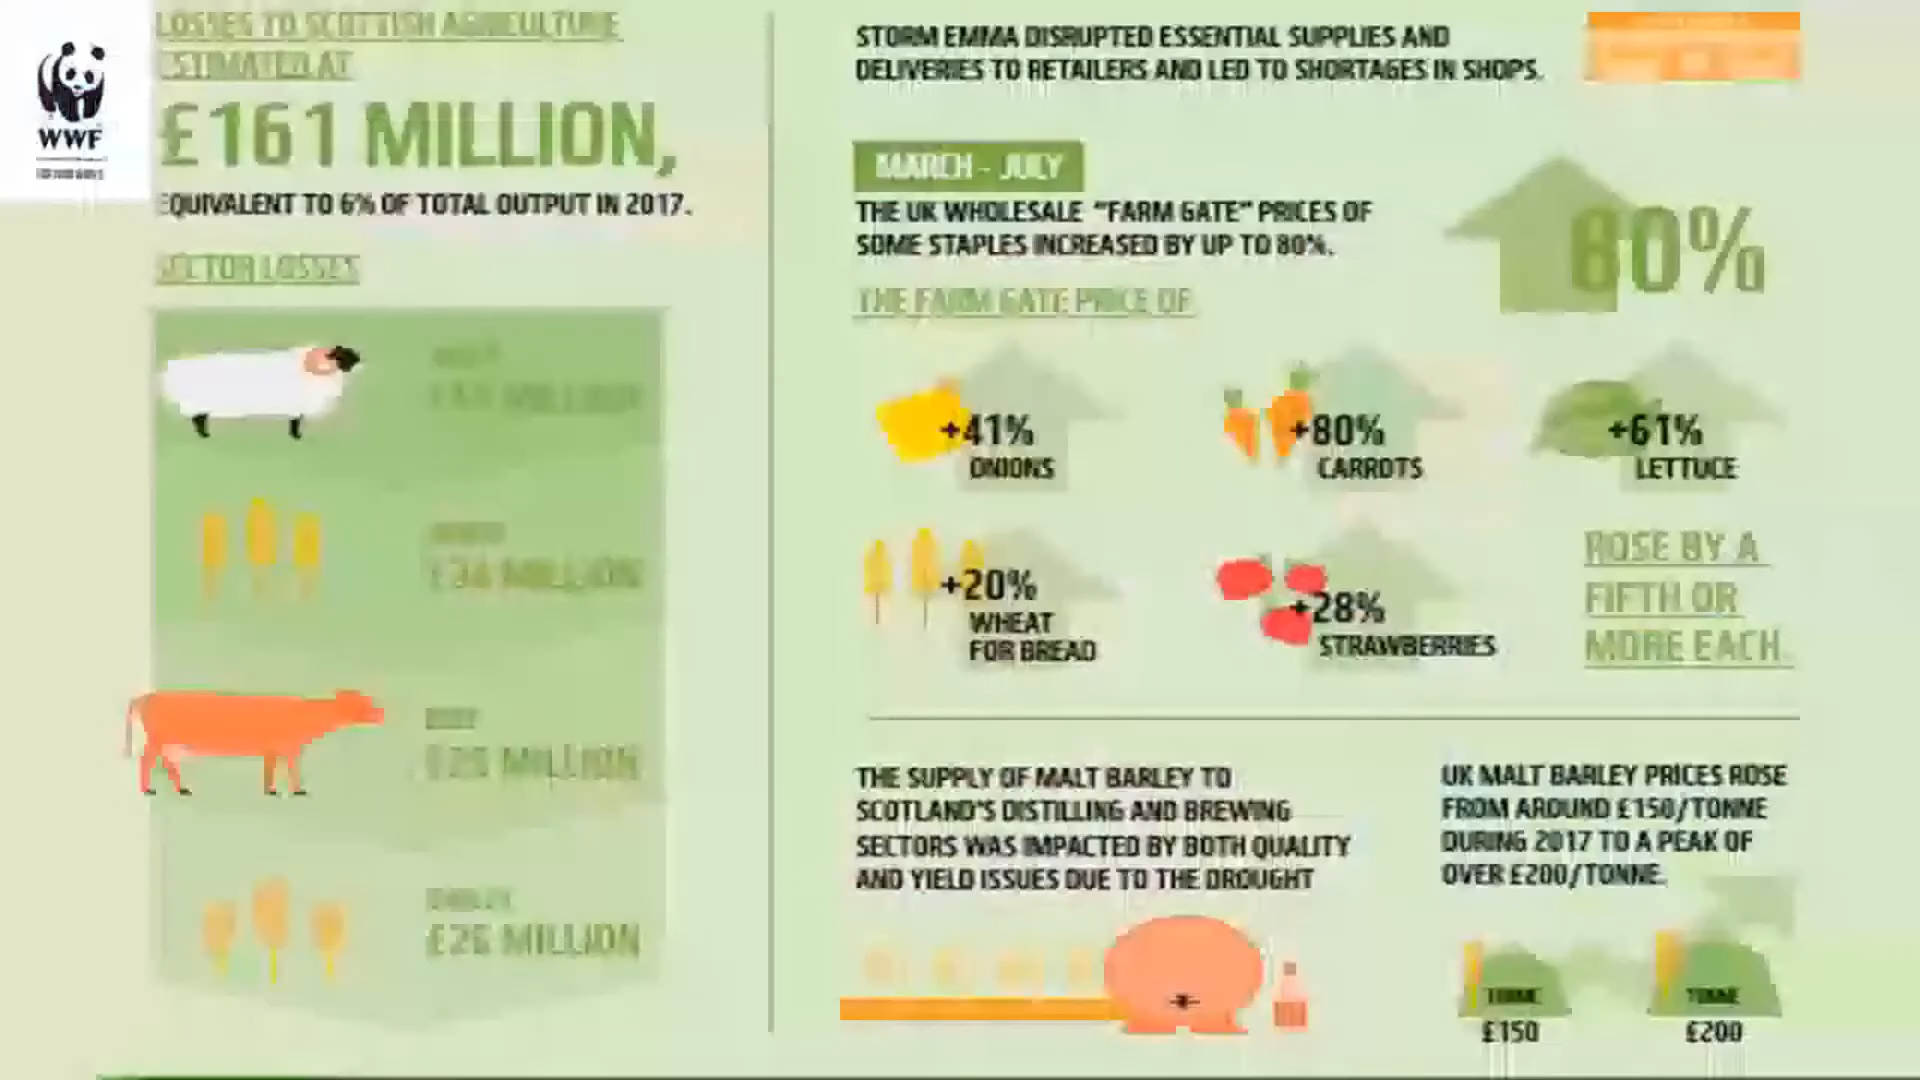 WWF
LOSSES TO SCOTTISH AGRICULTURE
ESTIMATED AT
£161 MILLION,
EQUIVALENT TO 6% OF TOTAL OUTPUT IN 2017.
SECTOR LOSSES
MILLION
MILLION
MILLION
£26 MILLION
STORM EMMA DISRUPTED ESSENTIAL SUPPLIES AND
DELIVERIES TO RETAILERS AND LED TO SHORTAGES IN SHOPS.
MARCH - JULY
THE UK WHOLESALE "FARM GATE" PRICES OF
SOME STAPLES INCREASED BY UP TO 80%.
80%
THE FARM GATE PRICE OF
+41%
ONIONS
+80%
CARROTS
+61%
LETTUCE
+20%
WHEAT
FOR BREAD
+28%
STRAWBERRIES
ROSE BY A
FIFTH OR
MORE EACH.
THE SUPPLY OF MALT BARLEY TO
SCOTLAND'S DISTILLING AND BREWING
SECTORS WAS IMPACTED BY BOTH QUALITY
AND YIELD ISSUES DUE TO THE DROUGHT
UK MALT BARLEY PRICES ROSE
FROM AROUND £150/TONNE
DURING 2017 TO A PEAK OF
OVER £200/TONNE.
TONNE
£150
TONNE
£200